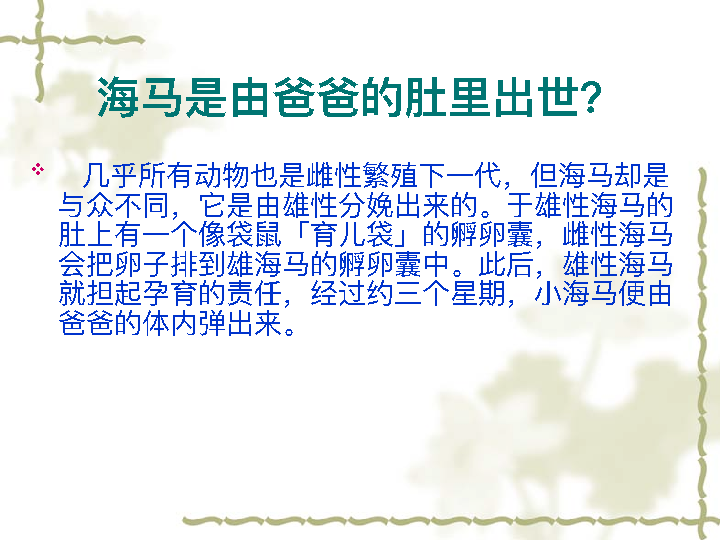 海马是由爸爸的肚里出世?
几乎所有动物也是雌性繁殖下一代，但海马却是
与众不同，它是由雄性分娩出来的。于雄性海马的
肚上有一个像袋鼠「育儿袋」的孵卵囊，雌性海马
会把卵子排到雄海马的孵卵囊中。此后，雄性海马
就担起孕育的责任，经过约三个星期，小海马便由
爸爸的体内弹出来。